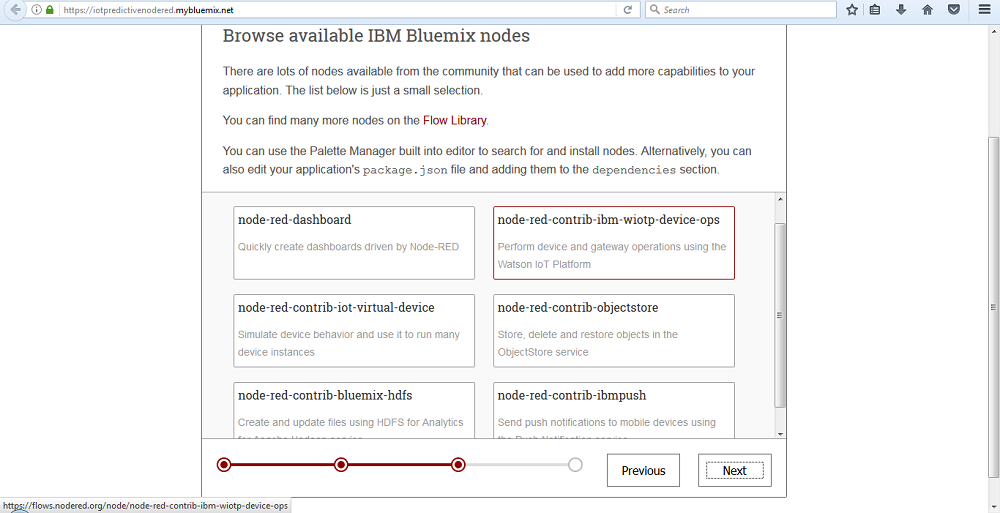 https://iotpredictivenodered.mybluemix.net
Search
Browse available IBM Bluemix nodes
There are lots of nodes available from the community that can be used to add more capabilities to your
application. The list below is just a small selection.
You can find many more nodes on the Flow Library.
You can use the Palette Manager built into editor to search for and install nodes. Alternatively, you can
also edit your application's package.json file and adding them to the dependencies section.
node-red-dashboard
Quickly create dashboards driven by Node-RED
node-red-contrib-ibm-wiotp-device-ops
Perform device and gateway operations using the
Watson IoT Platform
node-red-contrib-iot-virtual-device
Simulate device behavior and use it to run many
device instances
node-red-contrib-objectstore
Store, delete and restore objects in the
ObjectStore service
node-red-contrib-bluemix-hdfs
Create and update files using HDFS for Analytics
for Apache Hadoop service
node-red-contrib-ibmpush
Send push notifications to mobile devices using
the Push Notification service
Previous
Next
https://flows.nodered.org/node/node-red-contrib-ibm-wiotp-device-ops